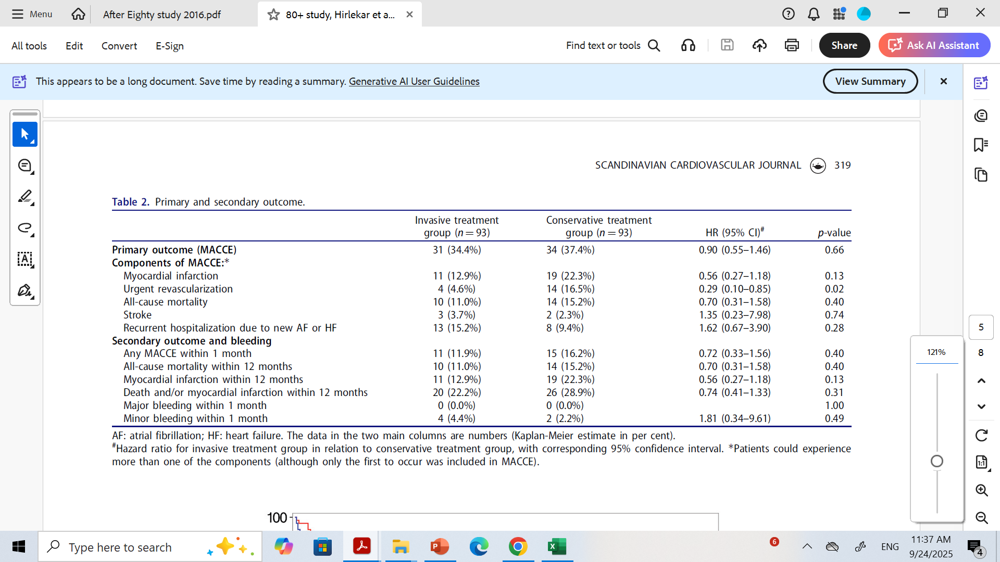 Menu
After Eighty study 2016.pdf
80+ study, Hirlekar et a...
All tools
Edit
Convert
E-Sign
Find text or tools
Share
Ask AI Assistant
This appears to be a long document. Save time by reading a summary. Generative AI User Guidelines
View Summary
SCANDINAVIAN CARDIOVASCULAR JOURNAL 319
Table 2. Primary and secondary outcome.
Invasive treatment group (n = 93) Conservative treatment group (n = 93) HR (95% CI)# p-value
Primary outcome (MACCE) 31 (34.4%) 34 (37.4%) 0.90 (0.55–1.46) 0.66
Components of MACCE:*
Myocardial infarction 11 (12.9%) 19 (22.3%) 0.56 (0.27–1.18) 0.13
Urgent revascularization 4 (4.6%) 14 (16.5%) 0.29 (0.10–0.85) 0.02
All-cause mortality 10 (11.0%) 14 (15.2%) 0.70 (0.31–1.58) 0.40
Stroke 3 (3.7%) 2 (2.3%) 1.35 (0.23–7.98) 0.74
Recurrent hospitalization due to new AF or HF 13 (15.2%) 8 (9.4%) 1.62 (0.67–3.90) 0.28
Secondary outcome and bleeding
Any MACCE within 1 month 11 (11.9%) 15 (16.2%) 0.72 (0.33–1.56) 0.40
All-cause mortality within 12 months 10 (11.0%) 14 (15.2%) 0.70 (0.31–1.58) 0.40
Myocardial infarction within 12 months 11 (12.9%) 19 (22.3%) 0.56 (0.27–1.18) 0.13
Death and/or myocardial infarction within 12 months 20 (22.2%) 26 (28.9%) 0.74 (0.41–1.33) 0.31
Major bleeding within 1 month 0 (0.0%) 0 (0.0%) 1.00
Minor bleeding within 1 month 4 (4.4%) 2 (2.2%) 1.81 (0.34–9.61) 0.49
AF: atrial fibrillation; HF: heart failure. The data in the two main columns are numbers (Kaplan-Meier estimate in per cent).
#Hazard ratio for invasive treatment group in relation to conservative treatment group, with corresponding 95% confidence interval. *Patients could experience
more than one of the components (although only the first to occur was included in MACCE).
100
5
8
121%
1:1
Type here to search
6
ENG
11:37 AM
9/24/2025
4